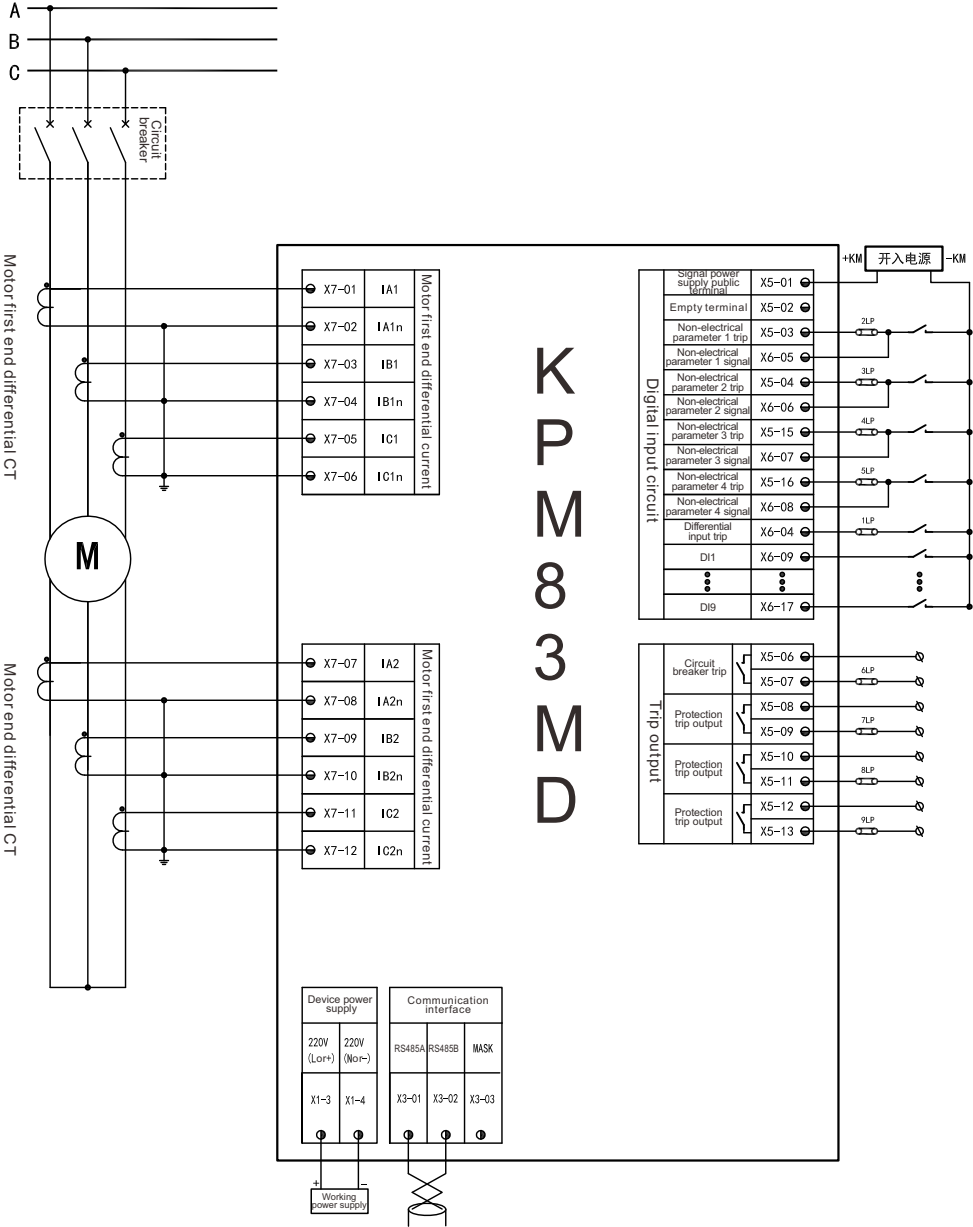 A
B
C
Circuit
breaker
Motor first end differential CT
M
Motor end differential CT
X7-01 IA1
X7-02 IA1n
X7-03 IB1
X7-04 IB1n
X7-05 IC1
X7-06 IC1n
Motor first end differential current
X7-07 IA2
X7-08 IA2n
X7-09 IB2
X7-10 IB2n
X7-11 IC2
X7-12 IC2n
Motor first end differential current
K
P
M
8
3
M
D
+KM 开入电源 -KM
Digital input circuit
Signal power
supply public
terminal
X5-01
Empty terminal X5-02
Non-electrical
parameter 1 trip
X5-03
2LP
Non-electrical
parameter 1 signal
X6-05
Non-electrical
parameter 2 trip
X5-04
3LP
Non-electrical
parameter 2 signal
X6-06
Non-electrical
parameter 3 trip
X5-15
4LP
Non-electrical
parameter 3 signal
X6-07
Non-electrical
parameter 4 trip
X5-16
5LP
Non-electrical
parameter 4 signal
X6-08
Differential
input trip
X6-04
1LP
DI1 X6-09
DI9 X6-17
Trip output
Circuit
breaker trip
X5-06
X5-07
6LP
Protection
trip output
X5-08
X5-09
7LP
Protection
trip output
X5-10
X5-11
8LP
Protection
trip output
X5-12
X5-13
9LP
Device power
supply
220V
(Lor+)
220V
(Nor-)
X1-3 X1-4
+ −
Working
power supply
Communication
interface
RS485A RS485B MASK
X3-01 X3-02 X3-03